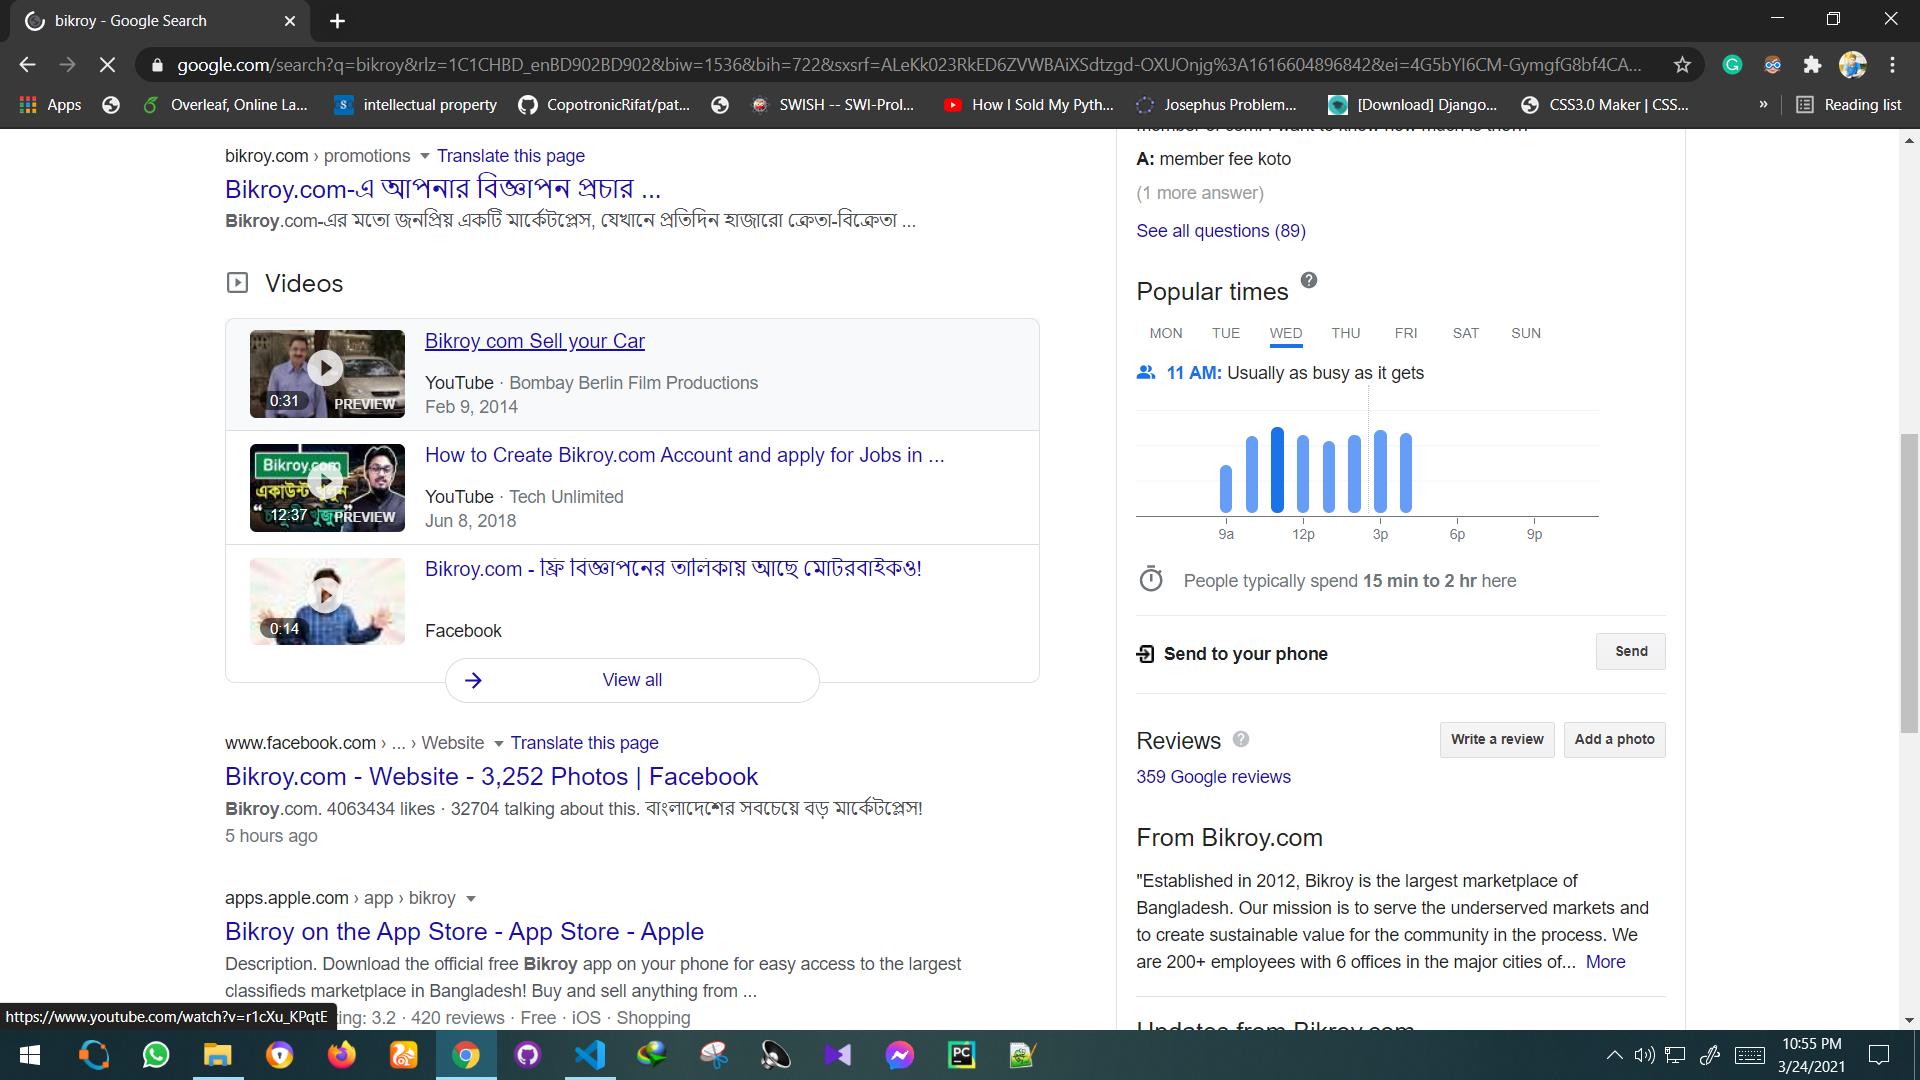 bikroy - Google Search
google.com/search?q=bikroy&rlz=1C1CHBD_enBD902BD902&biw=1536&bih=722&sxsrf=ALeKk023RkED6ZVWBAiXSdtzgd-OXUOnjg%3A1616604896842&ei=4G5bYI6CM-GymgfG8bf4CA...
Apps
Overleaf, Online La...
intellectual property
CopotronicRifat/pat...
SWISH -- SWI-Prol...
How I Sold My Pyth...
Josephus Problem...
[Download] Django...
CSS3.0 Maker | CSS...
»
Reading list
bikroy.com › promotions Translate this page
Bikroy.com-এ আপনার বিজ্ঞাপন প্রচার ...
Bikroy.com-এর মতো জনপ্রিয় একটি মার্কেটপ্লেস, যেখানে প্রতিদিন হাজারো ক্রেতা-বিক্রেতা ...
Videos
Bikroy com Sell your Car
YouTube · Bombay Berlin Film Productions
Feb 9, 2014
0:31
PREVIEW
How to Create Bikroy.com Account and apply for Jobs in ...
YouTube · Tech Unlimited
Jun 8, 2018
Bikroy.com
একাউন্ট খুলুন
12:37
PREVIEW
Bikroy.com - ফ্রি বিজ্ঞাপনের তালিকায় আছে মোটরবাইকও!
Facebook
0:14
View all
www.facebook.com › ... › Website Translate this page
Bikroy.com - Website - 3,252 Photos | Facebook
Bikroy.com. 4063434 likes · 32704 talking about this. বাংলাদেশের সবচেয়ে বড় মার্কেটপ্লেস!
5 hours ago
apps.apple.com › app › bikroy
Bikroy on the App Store - App Store - Apple
Description. Download the official free Bikroy app on your phone for easy access to the largest
classifieds marketplace in Bangladesh! Buy and sell anything from ...
ing: 3.2 · 420 reviews · Free · iOS · Shopping
https://www.youtube.com/watch?v=r1cXu_KPqtE
A: member fee koto
(1 more answer)
See all questions (89)
Popular times
MON TUE WED THU FRI SAT SUN
11 AM: Usually as busy as it gets
9a 12p 3p 6p 9p
People typically spend 15 min to 2 hr here
Send to your phone
Send
Reviews
Write a review
Add a photo
359 Google reviews
From Bikroy.com
"Established in 2012, Bikroy is the largest marketplace of
Bangladesh. Our mission is to serve the underserved markets and
to create sustainable value for the community in the process. We
are 200+ employees with 6 offices in the major cities of... More
Updates from Bikroy.com
10:55 PM
3/24/2021